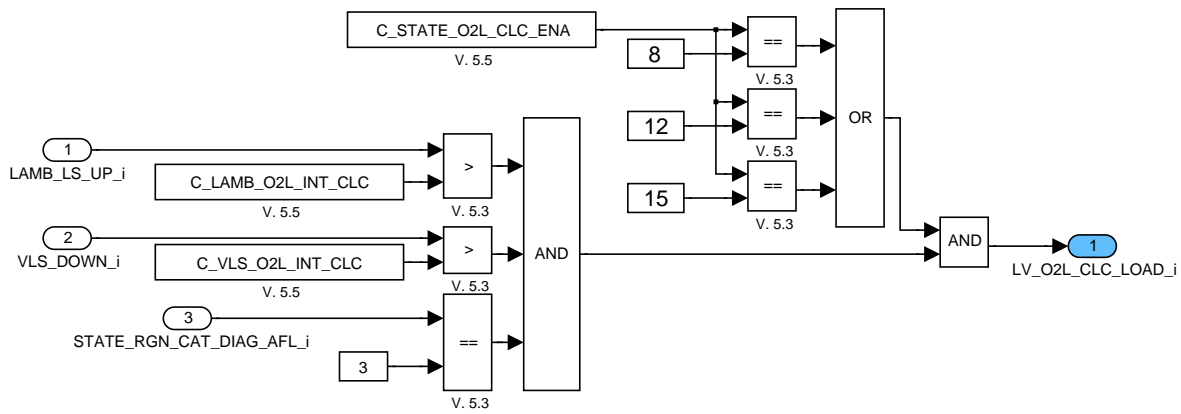 C_STATE_O2L_CLC_ENA
V. 5.5
8
==
V. 5.3
12
==
V. 5.3
15
==
V. 5.3
OR
1
LAMB_LS_UP_i
C_LAMB_O2L_INT_CLC
V. 5.5
>
V. 5.3
2
VLS_DOWN_i
C_VLS_O2L_INT_CLC
V. 5.5
>
V. 5.3
3
STATE_RGN_CAT_DIAG_AFL_i
3
==
V. 5.3
AND
AND
1
LV_O2L_CLC_LOAD_i